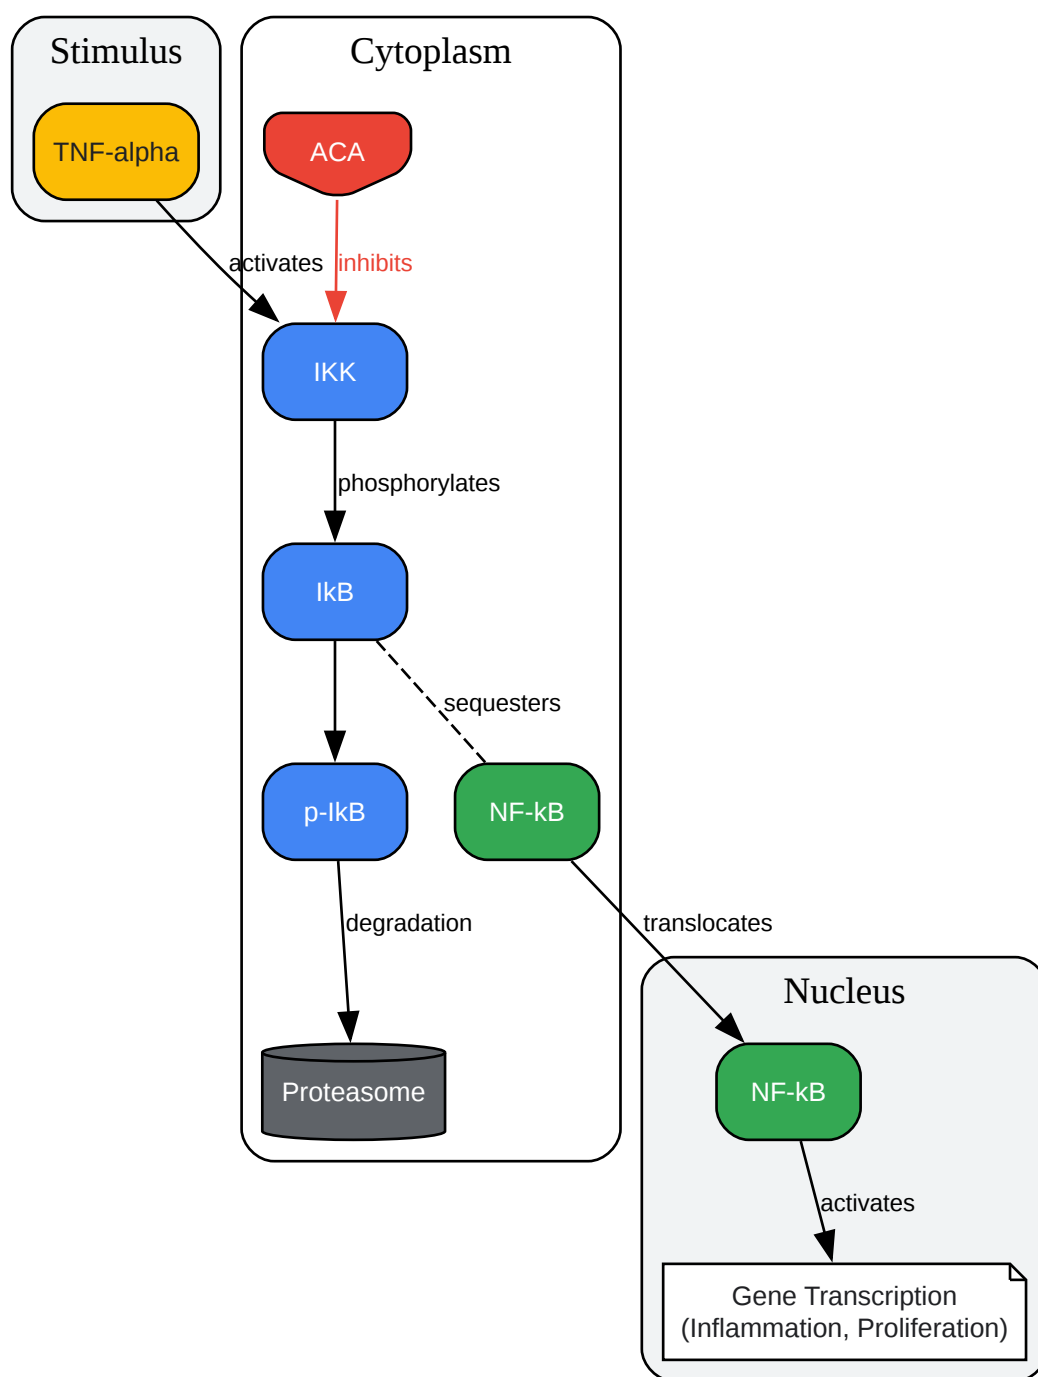 Stimulus
Cytoplasm
TNF-alpha
ACA
activates
inhibits
IKK
phosphorylates
IkB
sequesters
p-IkB
NF-kB
degradation
translocates
Nucleus
Proteasome
NF-kB
activates
Gene Transcription
(Inflammation, Proliferation)